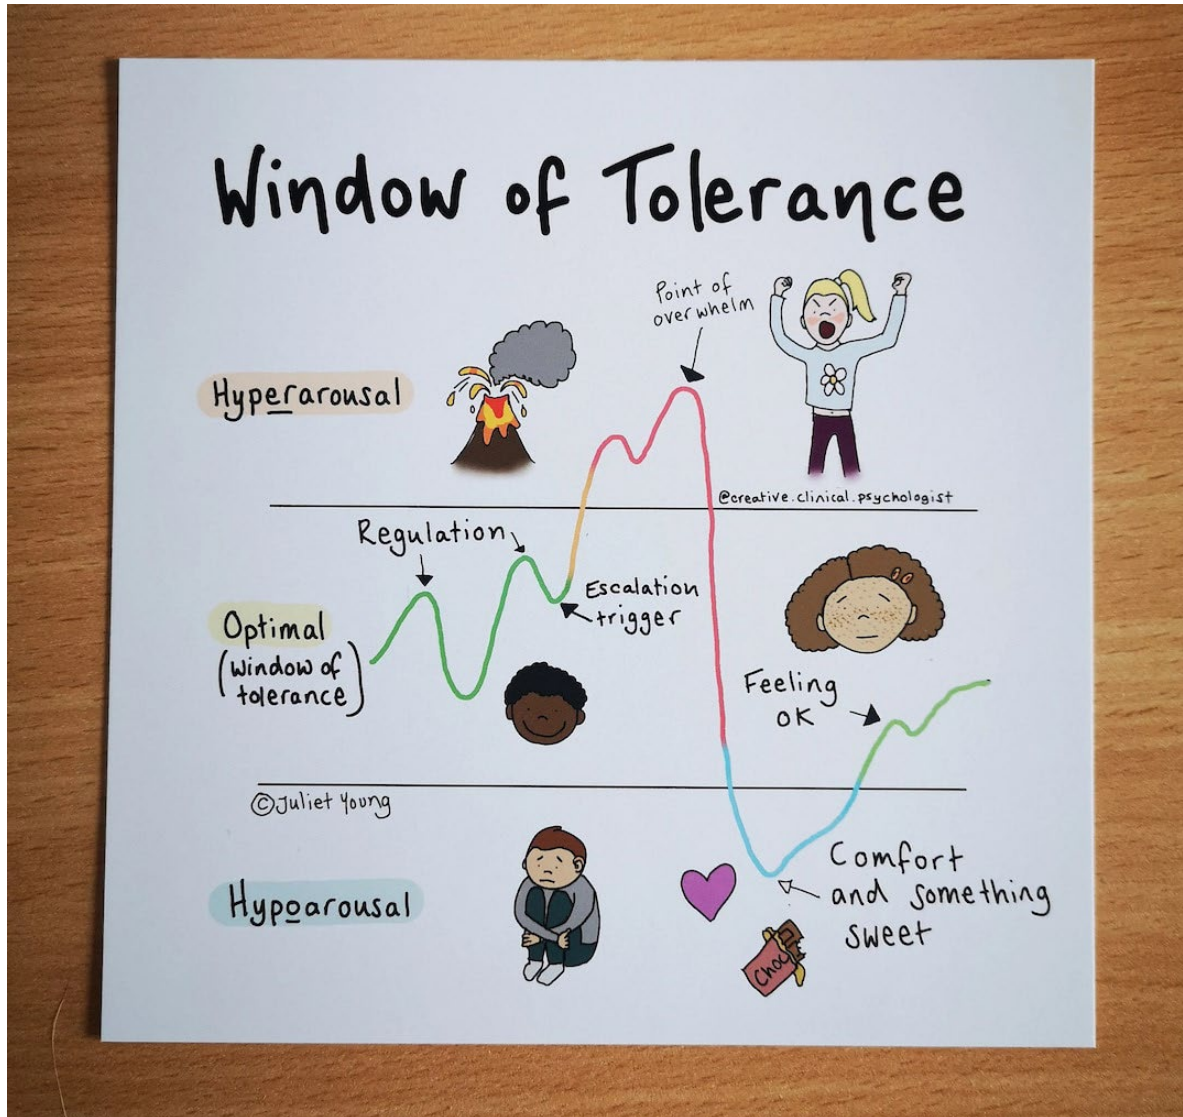 Window of Tolerance
Point of
overwhelm
Hyperarousal
@creative.clinical.psychologist
Regulation
Escalation
trigger
Optimal
(window of
tolerance)
Feeling
OK
©Juliet Young
Comfort
and something
sweet
Hypoarousal
Choc